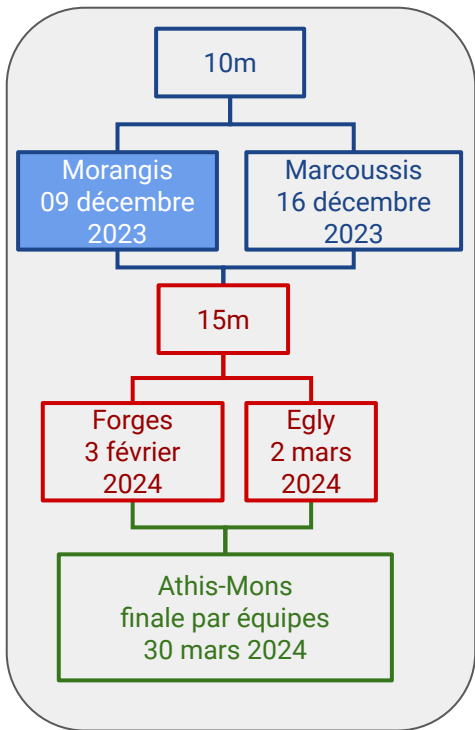 10m
Morangis
09 décembre
2023
Marcoussis
16 décembre
2023
15m
Forges
3 février
2024
Egly
2 mars
2024
Athis-Mons
finale par équipes
30 mars 2024